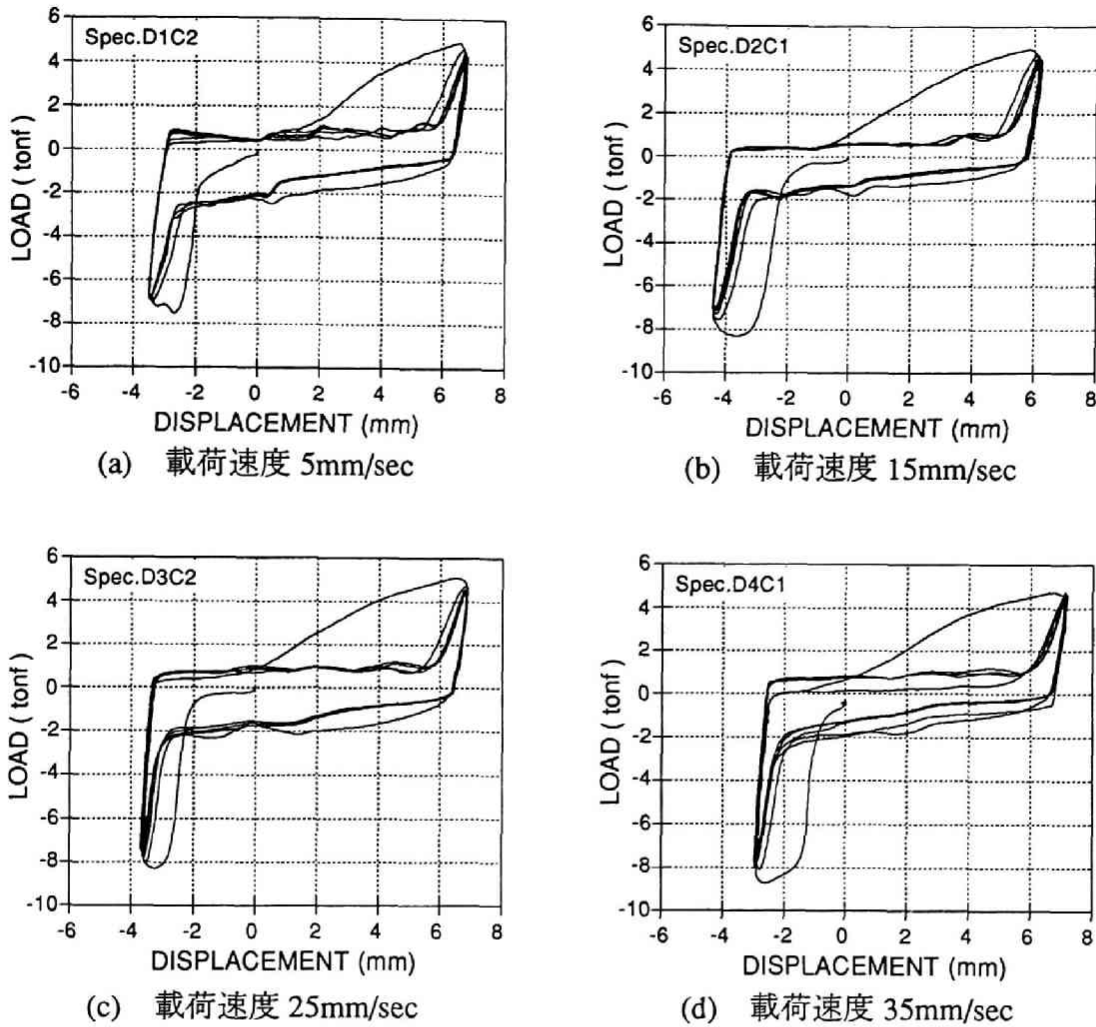 Spec.D1C2
LOAD ( tonf )
6
4
2
0
-2
-4
-6
-8
-10
-6 -4 -2 0 2 4 6 8
DISPLACEMENT (mm)
(a) 載荷速度 5mm/sec
Spec.D2C1
LOAD ( tonf )
6
4
2
0
-2
-4
-6
-8
-10
-6 -4 -2 0 2 4 6 8
DISPLACEMENT (mm)
(b) 載荷速度 15mm/sec
Spec.D3C2
LOAD ( tonf )
6
4
2
0
-2
-4
-6
-8
-10
-6 -4 -2 0 2 4 6 8
DISPLACEMENT (mm)
(c) 載荷速度 25mm/sec
Spec.D4C1
LOAD ( tonf )
6
4
2
0
-2
-4
-6
-8
-10
-6 -4 -2 0 2 4 6 8
DISPLACEMENT (mm)
(d) 載荷速度 35mm/sec